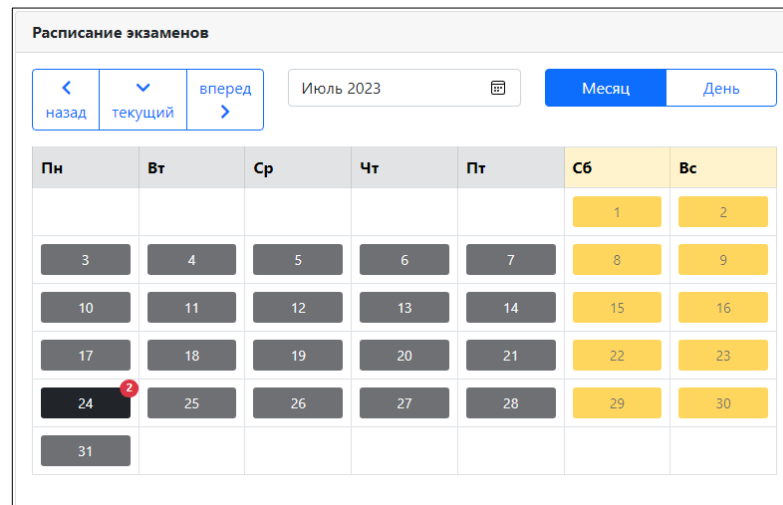 Расписание экзаменов
назад текущий вперед Июль 2023 Месяц День
Пн Вт Ср Чт Пт Сб Вс
1 2
3 4 5 6 7 8 9
10 11 12 13 14 15 16
17 18 19 20 21 22 23
24 2 25 26 27 28 29 30
31